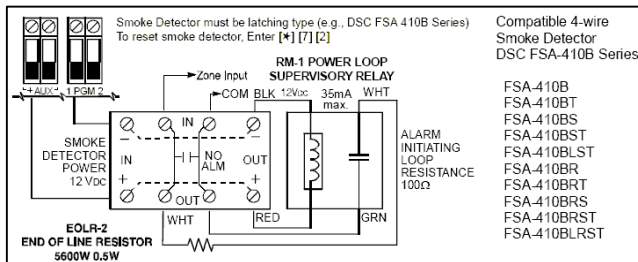 Smoke Detector must be latching type (e.g., DSC FSA 410B Series)
To reset smoke detector, Enter [★] [7] [2]
Compatible 4-wire
Smoke Detector
DSC FSA-410B Series
FSA-410B
FSA-410BT
FSA-410BS
FSA-410BST
FSA-410BLST
FSA-410BR
FSA-410BRT
FSA-410BRS
FSA-410BRST
FSA-410BLRST
+ AUX -
1 PGM 2
Zone Input
RM-1 POWER LOOP
SUPERVISORY RELAY
COM BLK 12VDC 35mA max. WHT
SMOKE
DETECTOR
POWER
12 VDC
IN
IN
NO
ALM
OUT
OUT
- +
- +
ALARM
INITIATING
LOOP
RESISTANCE
100Ω
WHT RED GRN
EOLR-2
END OF LINE RESISTOR
5600W 0.5W